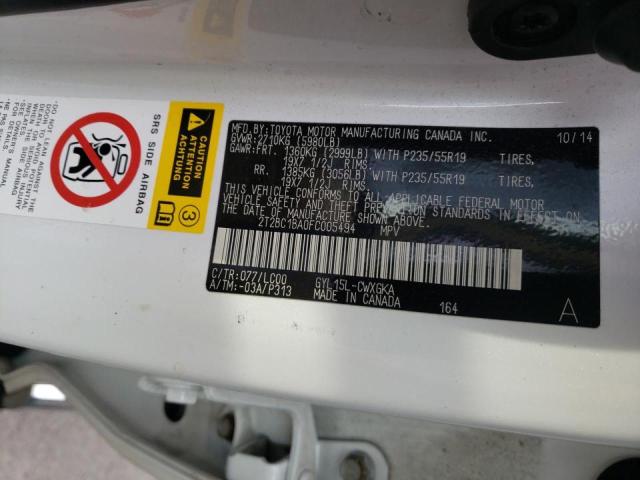 MFD.BY:TOYOTA MOTOR MANUFACTURING CANADA INC. 10/14
GVWR:2710KG (5980LB)
GAWR:FRT. 1360KG (2999LB) WITH P235/55R19 TIRES,
19X7 1/2J RIMS.
RR. 1385KG (3056LB) WITH P235/55R19 TIRES,
19X7 1/2J RIMS.
THIS VEHICLE CONFORMS TO ALL APPLICABLE FEDERAL MOTOR
VEHICLE SAFETY AND THEFT PREVENTION STANDARDS IN EFFECT ON
THE DATE OF MANUFACTURE SHOWN ABOVE.
2T2BC1BA0FC005494 MPV
C/TR:077/LC00 GYL15L-CWXGKA
A/TM:-03A/P313 MADE IN CANADA 164 A
SRS SIDE AIRBAG
CAUTION
ATTENTION
3